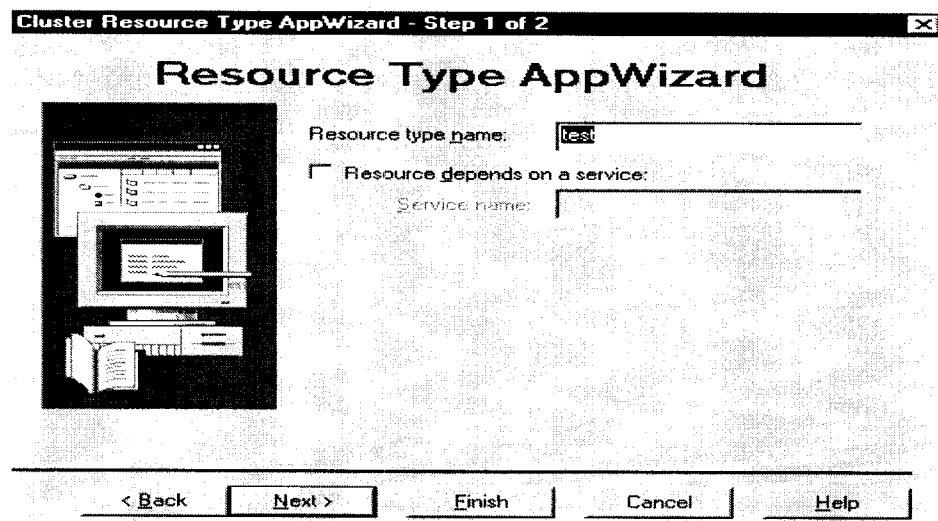 Cluster Resource Type AppWizard - Step 1 of 2
Resource Type AppWizard
Resource type name: test
Resource depends on a service:
Service name:
< Back Next > Finish Cancel Help